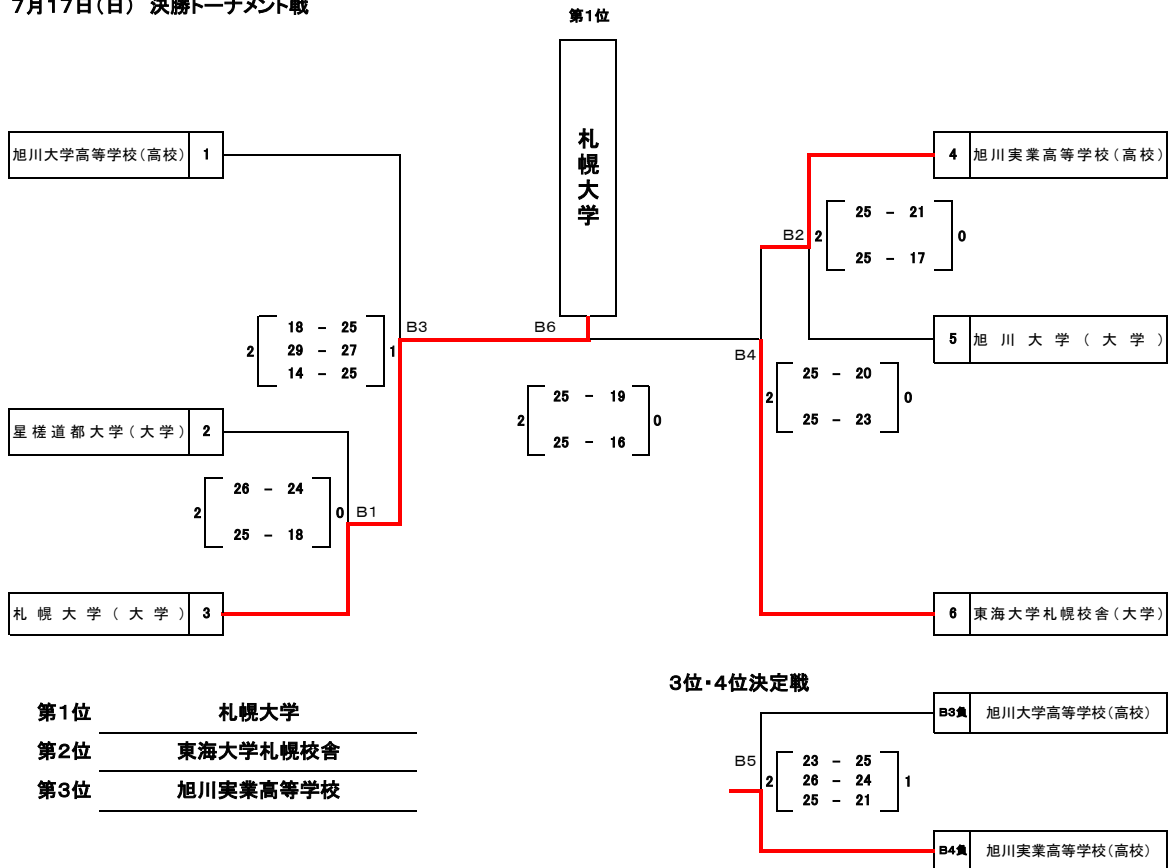 7月17日(日) 決勝トーナメント戦
第1位
札幌大学
旭川大学高等学校(高校) 1
4 旭川実業高等学校(高校)
B2
2 25 - 21 0
25 - 17
B3
2 18 - 25 1
29 - 27
14 - 25
B6
5 旭川大学(大学)
B4
2 25 - 20 0
25 - 23
2 25 - 19 0
25 - 16
星槎道都大学(大学) 2
2 26 - 24 0
25 - 18
B1
札幌大学(大学) 3
6 東海大学札幌校舎(大学)
3位・4位決定戦
第1位 札幌大学
第2位 東海大学札幌校舎
第3位 旭川実業高等学校
B3負 旭川大学高等学校(高校)
B5
2 23 - 25 1
26 - 24
25 - 21
B4負 旭川実業高等学校(高校)